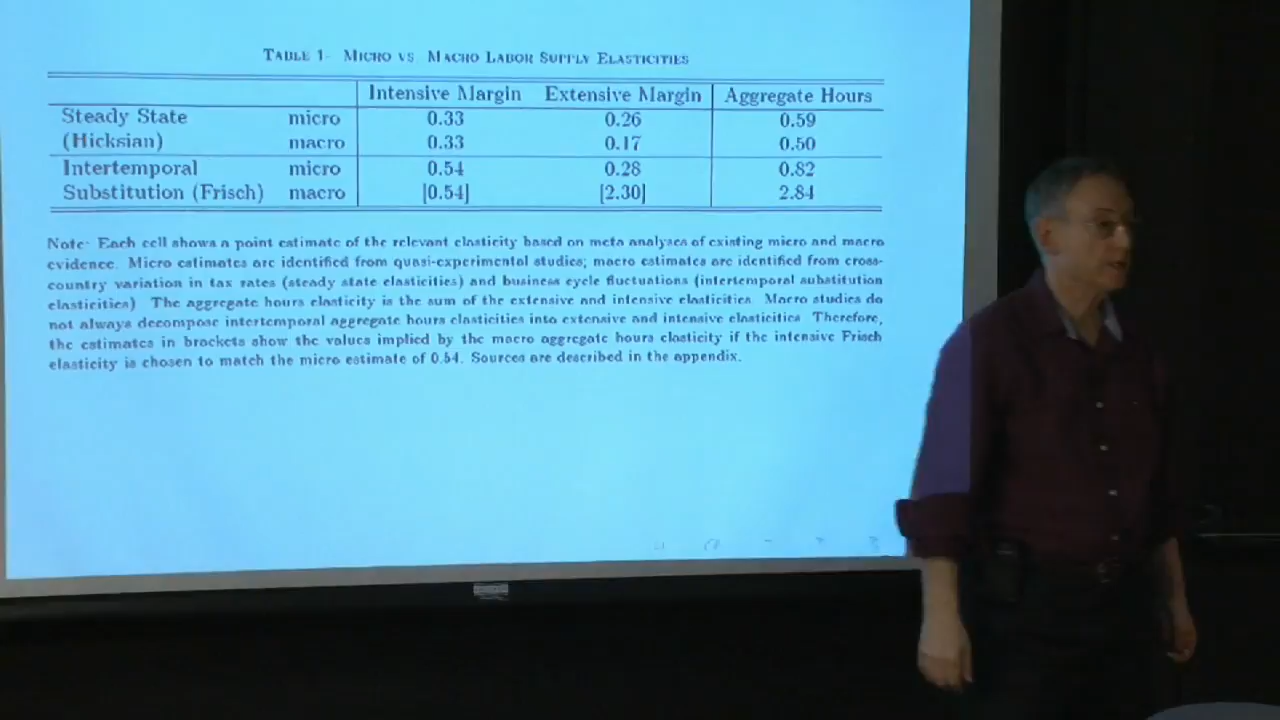 TABLE 1- MICRO VS MACRO LABOR SUPPLY ELASTICITIES
Intensive Margin Extensive Margin Aggregate Hours
Steady State micro 0.33 0.26 0.59
(Hicksian) macro 0.33 0.17 0.50
Intertemporal micro 0.54 0.28 0.82
Substitution (Frisch) macro [0.54] [2.30] 2.84
Note: Each cell shows a point estimate of the relevant elasticity based on meta analyses of existing micro and macro
evidence. Micro estimates are identified from quasi-experimental studies; macro estimates are identified from cross-
country variation in tax rates (steady state elasticities) and business cycle fluctuations (intertemporal substitution
elasticities) The aggregate hours elasticity is the sum of the extensive and intensive elasticities. Macro studies do
not always decompose intertemporal aggregate hours elasticities into extensive and intensive elasticities Therefore,
the estimates in brackets show the values implied by the macro aggregate hours elasticity if the intensive Frisch
elasticity is chosen to match the micro estimate of 0.54. Sources are described in the appendix.